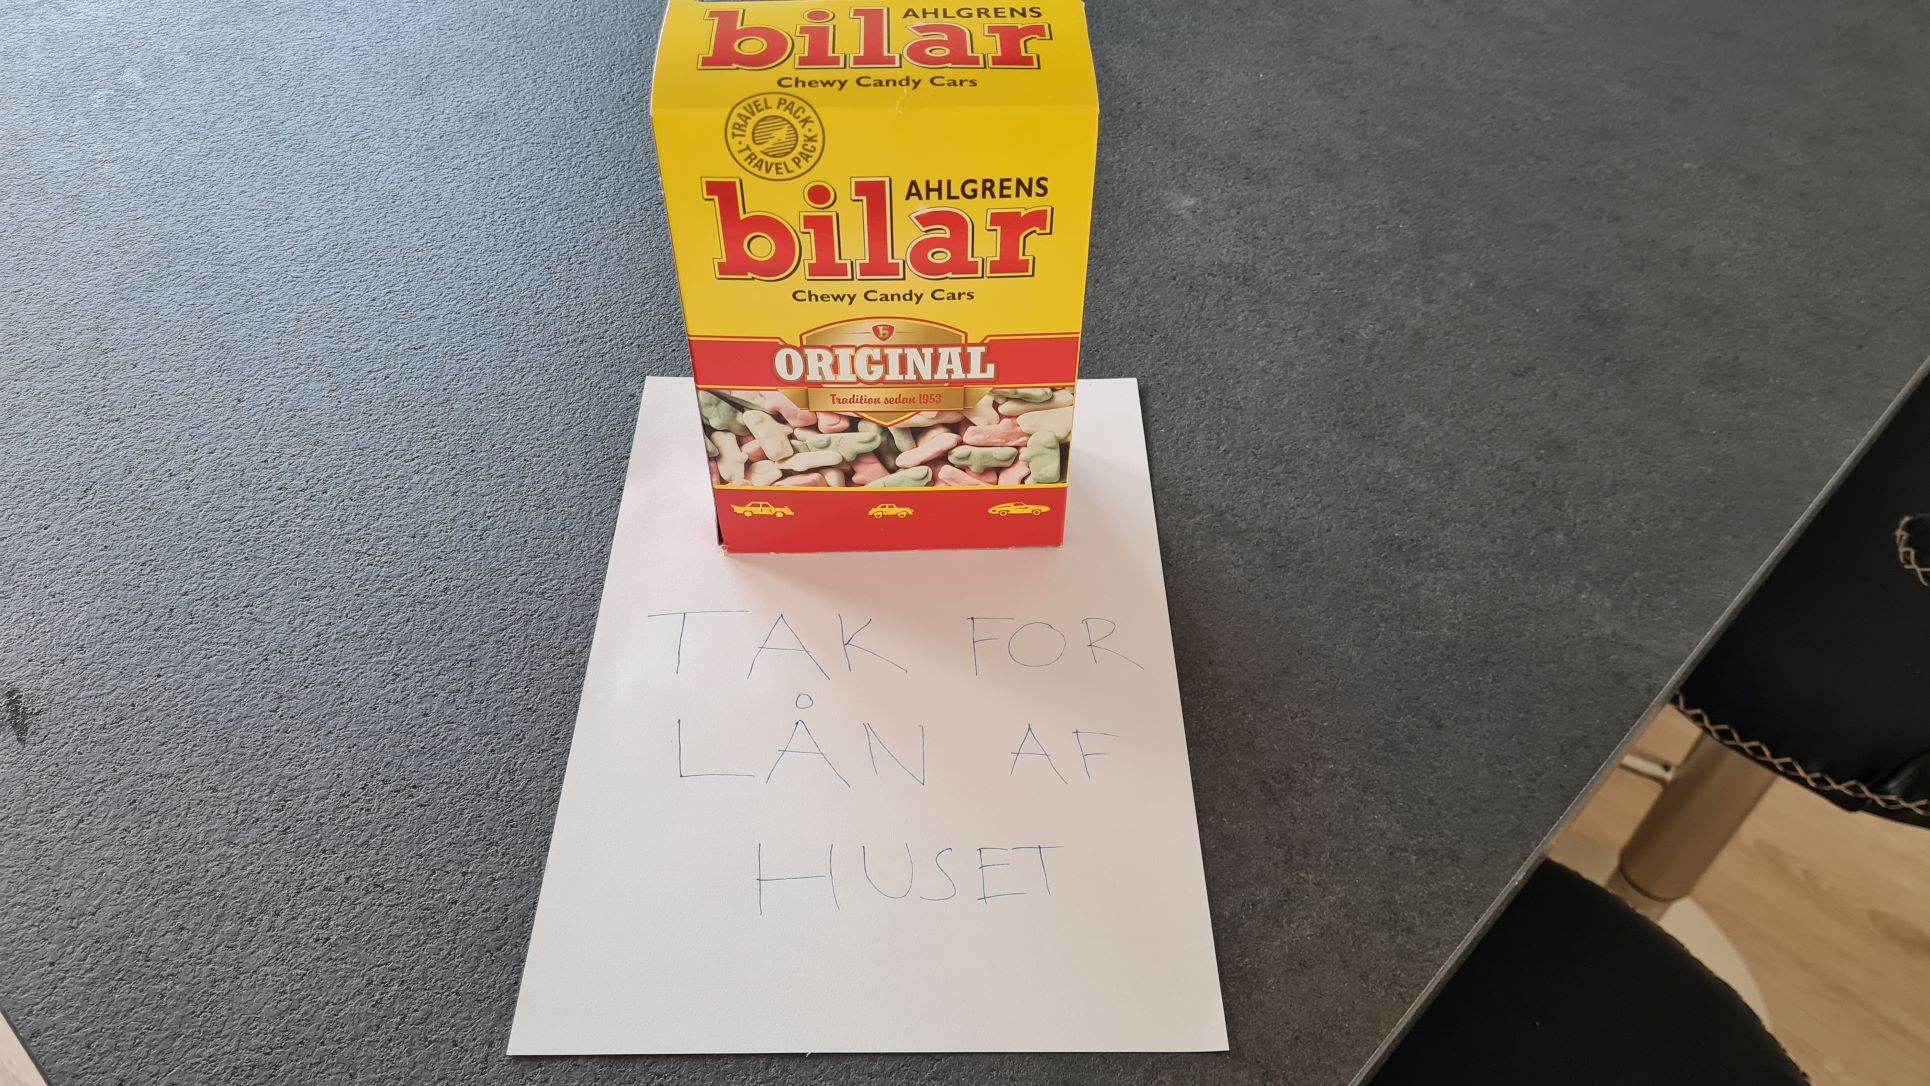 AHLGRENS
bilar
Chewy Candy Cars
TRAVEL PACK · TRAVEL PACK ·
AHLGRENS
bilar
Chewy Candy Cars
b
ORIGINAL
Tradition sedan 1953
TAK FOR
LÅN AF
HUSET